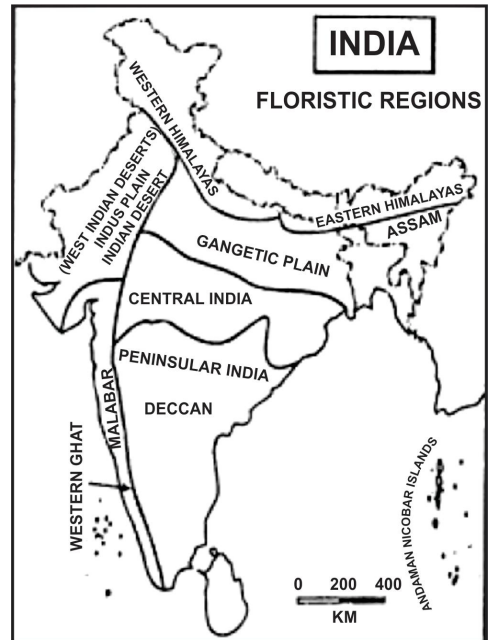 INDIA
FLORISTIC REGIONS
WESTERN HIMALAYAS
(WEST INDIAN DESERTS)
INDUS PLAIN
INDIAN DESERT
EASTERN HIMALAYAS
ASSAM
GANGETIC PLAIN
CENTRAL INDIA
PENINSULAR INDIA
DECCAN
MALABAR
WESTERN GHAT
ANDAMAN NICOBAR ISLANDS
0 200 400
KM